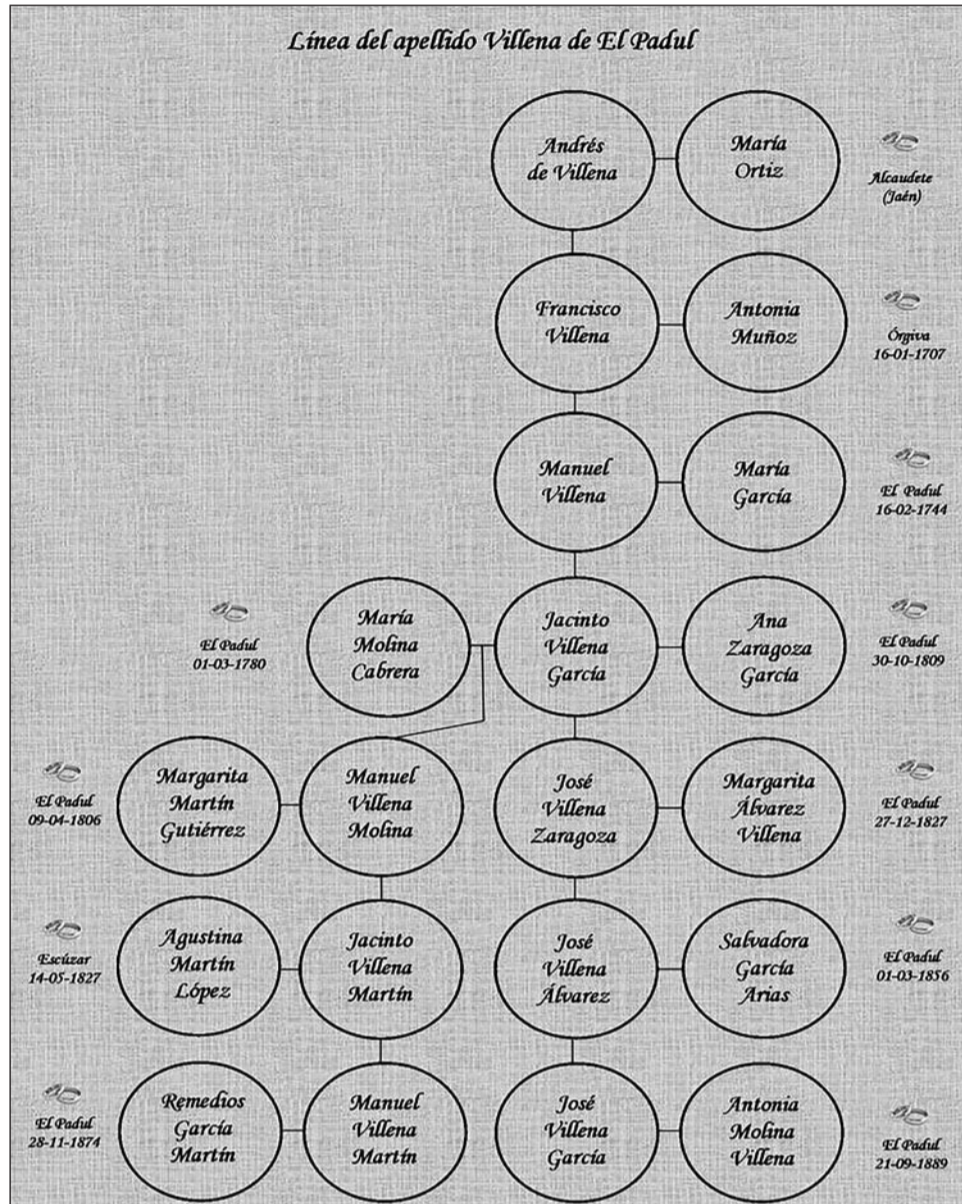 Línea del apellido Villena de El Padul
Andrés
de Villena
María
Ortiz
Alcaudete
(Jaén)
Francisco
Villena
Antonia
Muñoz
Órgiva
16-01-1707
Manuel
Villena
María
García
El Padul
16-02-1744
El Padul
01-03-1780
María
Molina
Cabrera
Jacinto
Villena
García
Ana
Zaragoza
García
El Padul
30-10-1809
El Padul
09-04-1806
Margarita
Martín
Gutiérrez
Manuel
Villena
Molina
José
Villena
Zaragoza
Margarita
Álvarez
Villena
El Padul
27-12-1827
Escúzar
14-05-1827
Agustina
Martín
López
Jacinto
Villena
Martín
José
Villena
Álvarez
Salvadora
García
Arias
El Padul
01-03-1856
El Padul
28-11-1874
Remedios
García
Martín
Manuel
Villena
Martín
José
Villena
García
Antonia
Molina
Villena
El Padul
21-09-1889